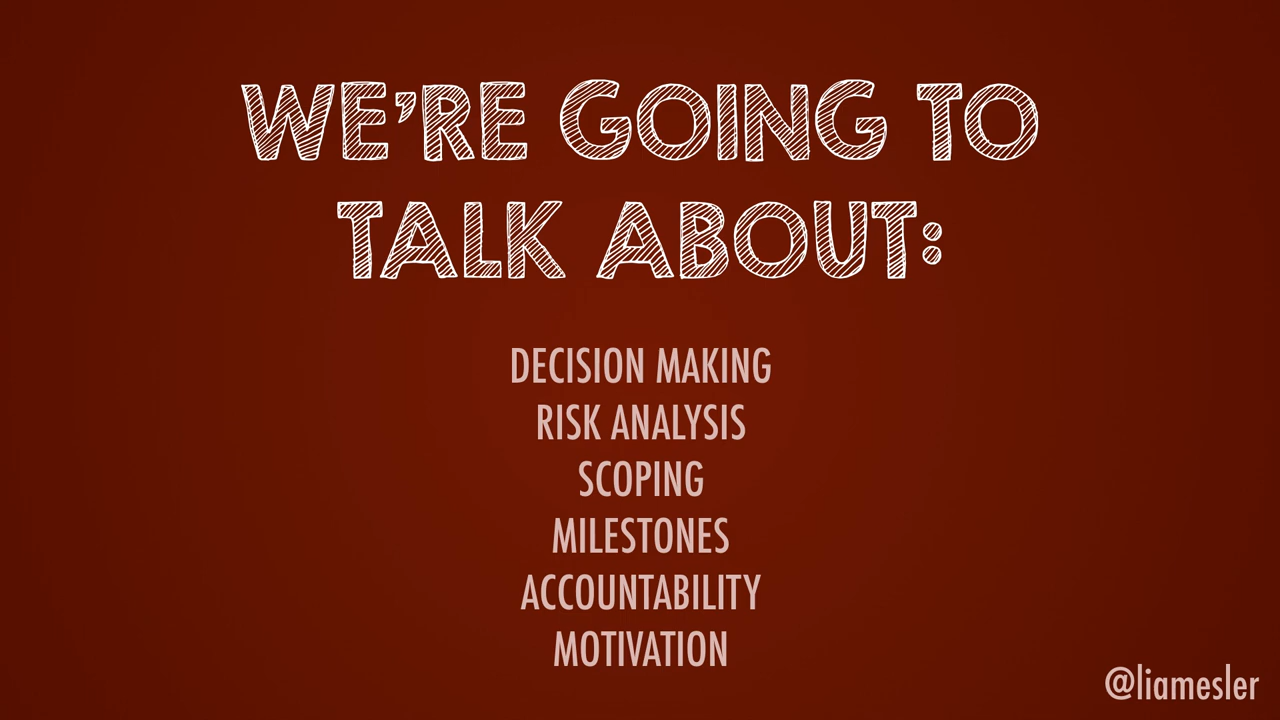 WE'RE GOING TO
TALK ABOUT:
DECISION MAKING
RISK ANALYSIS
SCOPING
MILESTONES
ACCOUNTABILITY
MOTIVATION
@liamesler